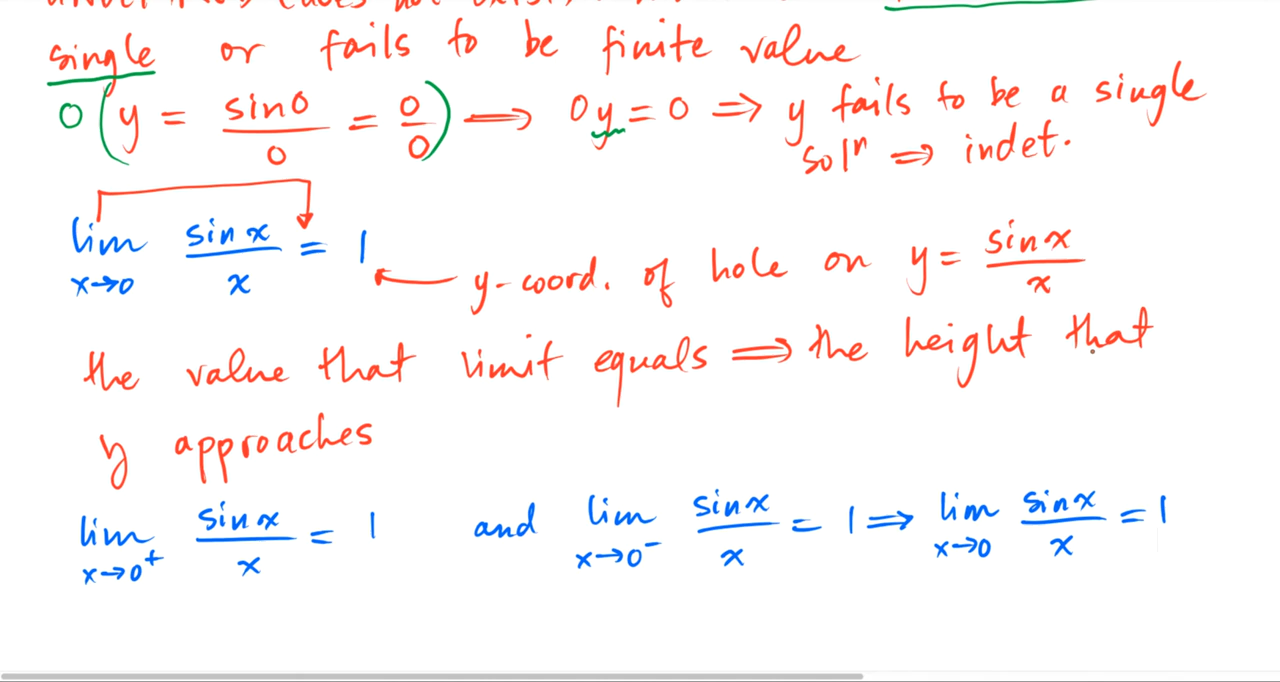 single or fails to be finite value
0(y = sin0/0 = 0/0) ⟶ 0y = 0 ⇒ y fails to be a single
solⁿ ⇒ indet.
lim x→0 sinx/x = 1 ⟵ y-coord. of hole on y = sinx/x
the value that limit equals ⇒ the height that
y approaches
lim x→0⁺ sinx/x = 1 and lim x→0⁻ sinx/x = 1 ⇒ lim x→0 sinx/x = 1